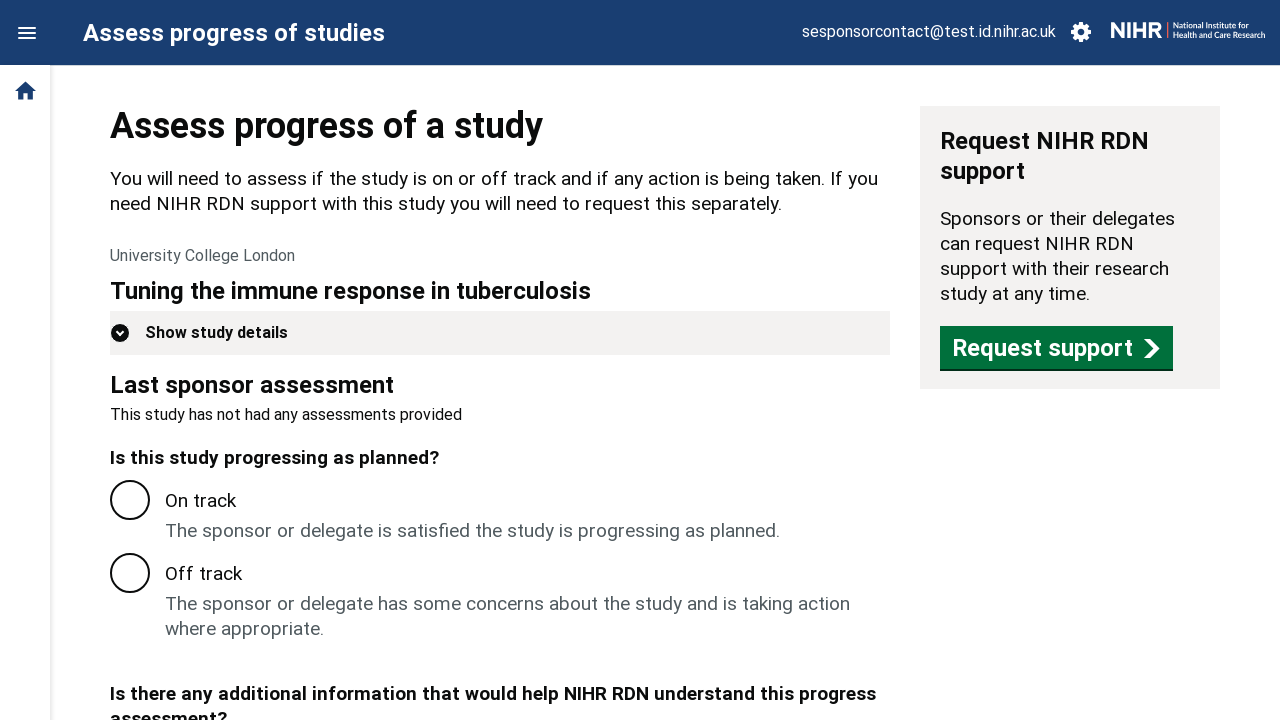 Assess progress of studies
sesponsorcontact@test.id.nihr.ac.uk
NIHR | National Institute for
Health and Care Research
Assess progress of a study
You will need to assess if the study is on or off track and if any action is being taken. If you
need NIHR RDN support with this study you will need to request this separately.
University College London
Tuning the immune response in tuberculosis
Show study details
Last sponsor assessment
This study has not had any assessments provided
Is this study progressing as planned?
On track
The sponsor or delegate is satisfied the study is progressing as planned.
Off track
The sponsor or delegate has some concerns about the study and is taking action
where appropriate.
Is there any additional information that would help NIHR RDN understand this progress
assessment?
Request NIHR RDN
support
Sponsors or their delegates
can request NIHR RDN
support with their research
study at any time.
Request support